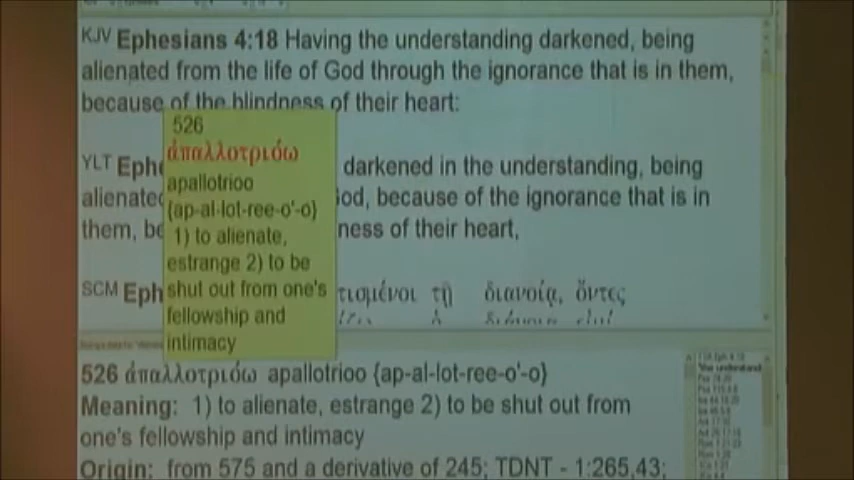 KJV Ephesians 4:18 Having the understanding darkened, being
alienated from the life of God through the ignorance that is in them,
because of the blindness of their heart:
526
ἀπαλλοτριόω
apallotrioo
{ap-al-lot-ree-o'-o}
1) to alienate,
estrange 2) to be
shut out from one's
fellowship and
intimacy
YLT Ephe darkened in the understanding, being
alienated God, because of the ignorance that is in
them, be ness of their heart,
SCM Eph τισμένοι τῇ διανοίᾳ, ὄντες
526 ἀπαλλοτριόω apallotrioo {ap-al-lot-ree-o'-o}
Meaning: 1) to alienate, estrange 2) to be shut out from
one's fellowship and intimacy
Origin: from 575 and a derivative of 245; TDNT - 1:265,43;